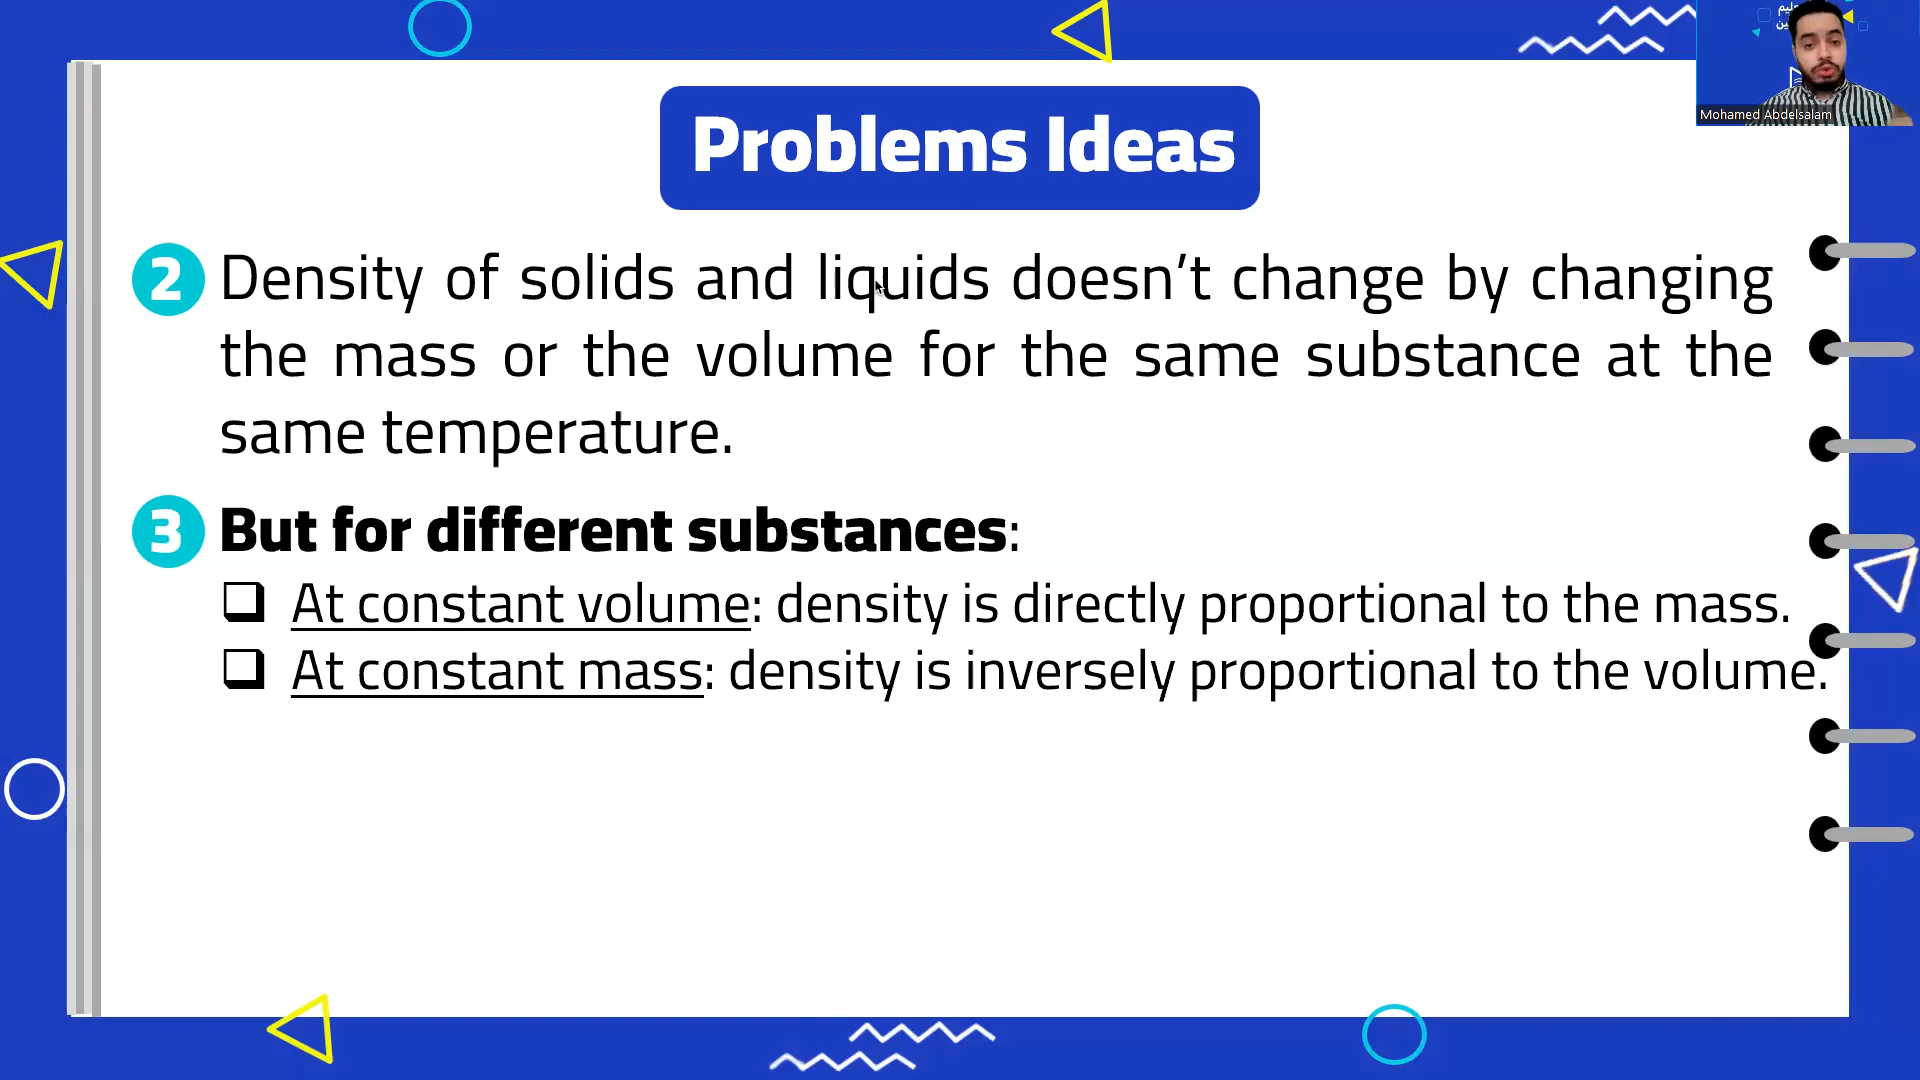 Problems Ideas
Mohamed Abdelsalam
2 Density of solids and liquids doesn’t change by changing
the mass or the volume for the same substance at the
same temperature.
3 But for different substances:
❑ At constant volume: density is directly proportional to the mass.
❑ At constant mass: density is inversely proportional to the volume.